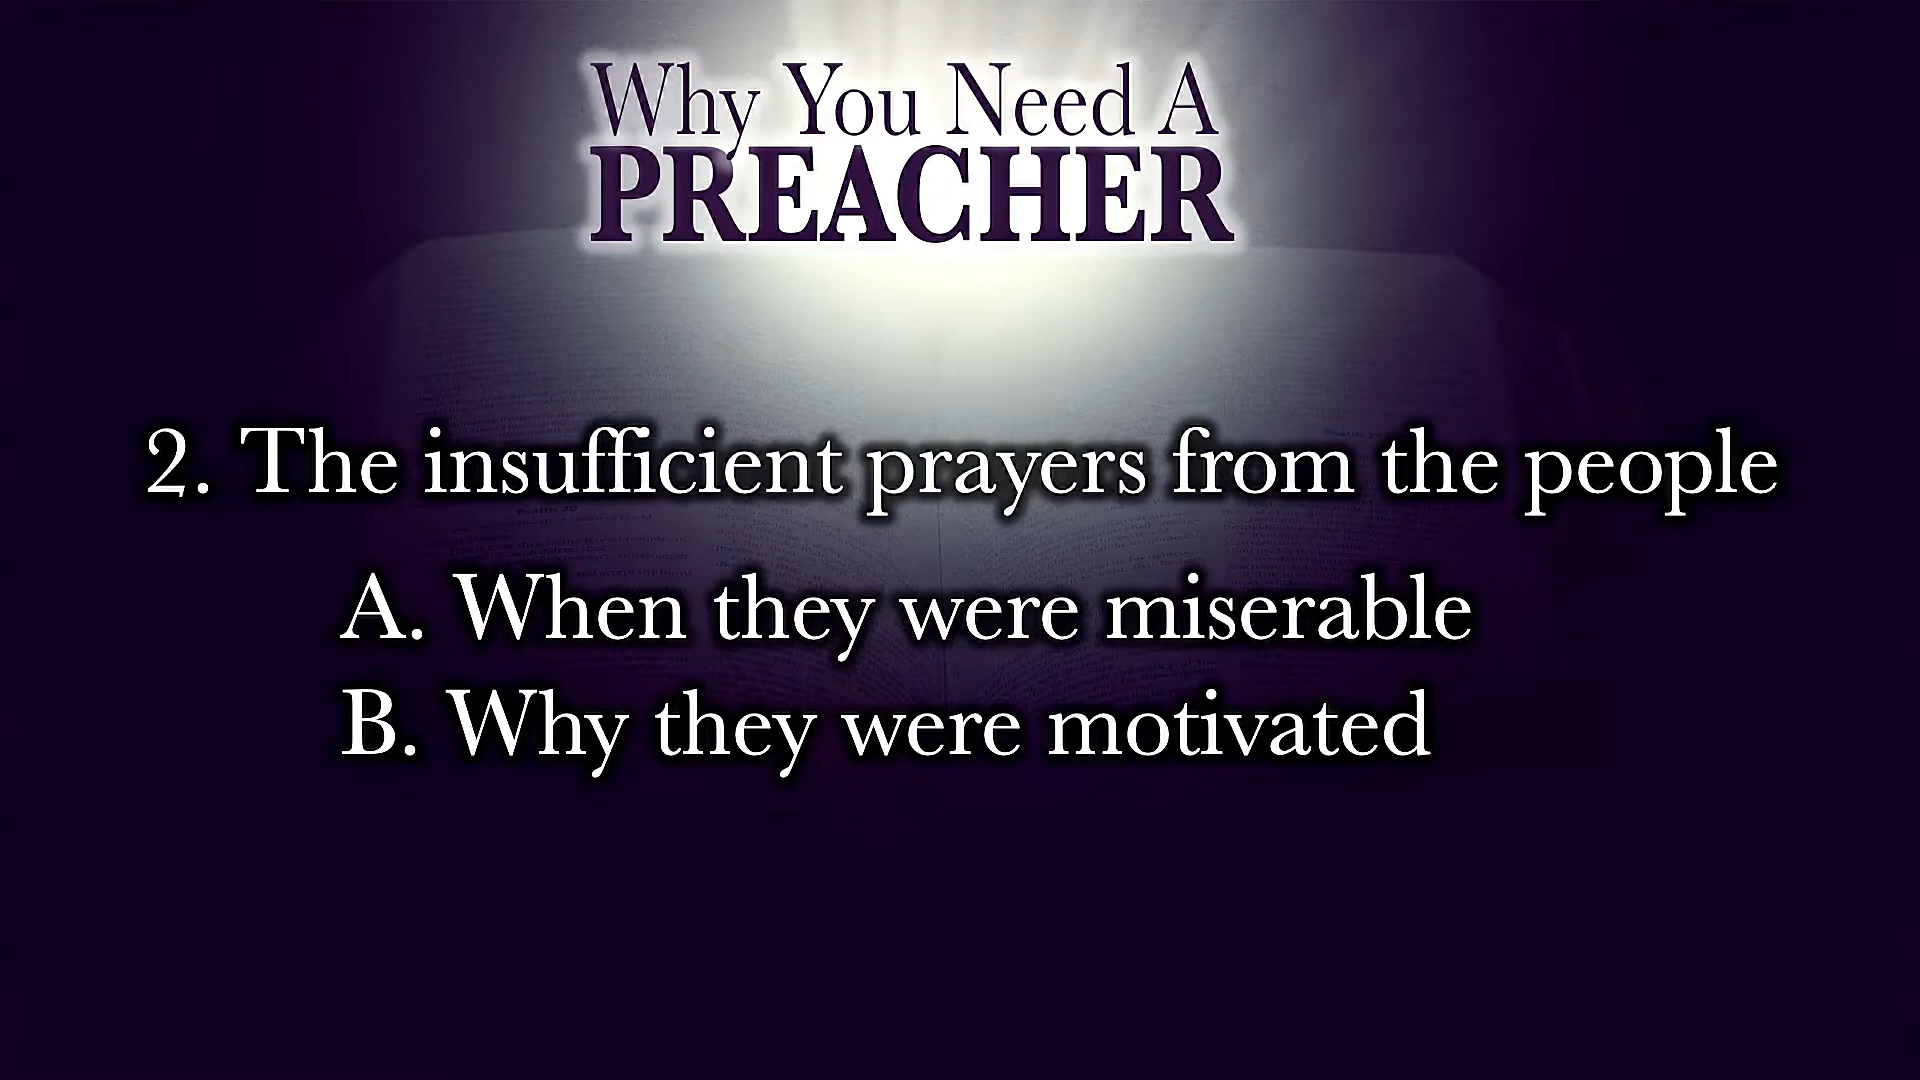 Why You Need A
PREACHER
2. The insufficient prayers from the people
A. When they were miserable
B. Why they were motivated